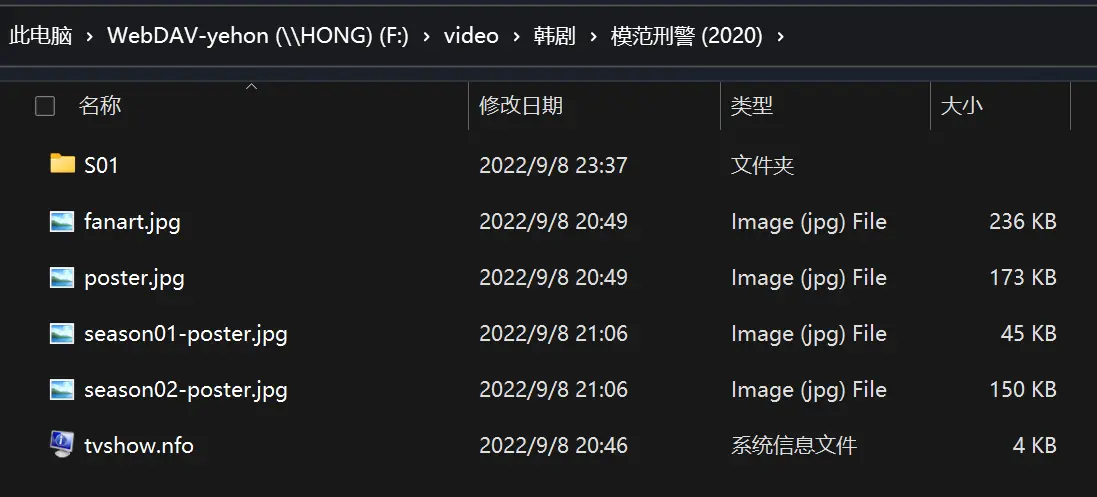 此电脑 › WebDAV-yehon (\\HONG) (F:) › video › 韩剧 › 模范刑警 (2020) ›
名称 修改日期 类型 大小
S01 2022/9/8 23:37 文件夹
fanart.jpg 2022/9/8 20:49 Image (jpg) File 236 KB
poster.jpg 2022/9/8 20:49 Image (jpg) File 173 KB
season01-poster.jpg 2022/9/8 21:06 Image (jpg) File 45 KB
season02-poster.jpg 2022/9/8 21:06 Image (jpg) File 150 KB
tvshow.nfo 2022/9/8 20:46 系统信息文件 4 KB